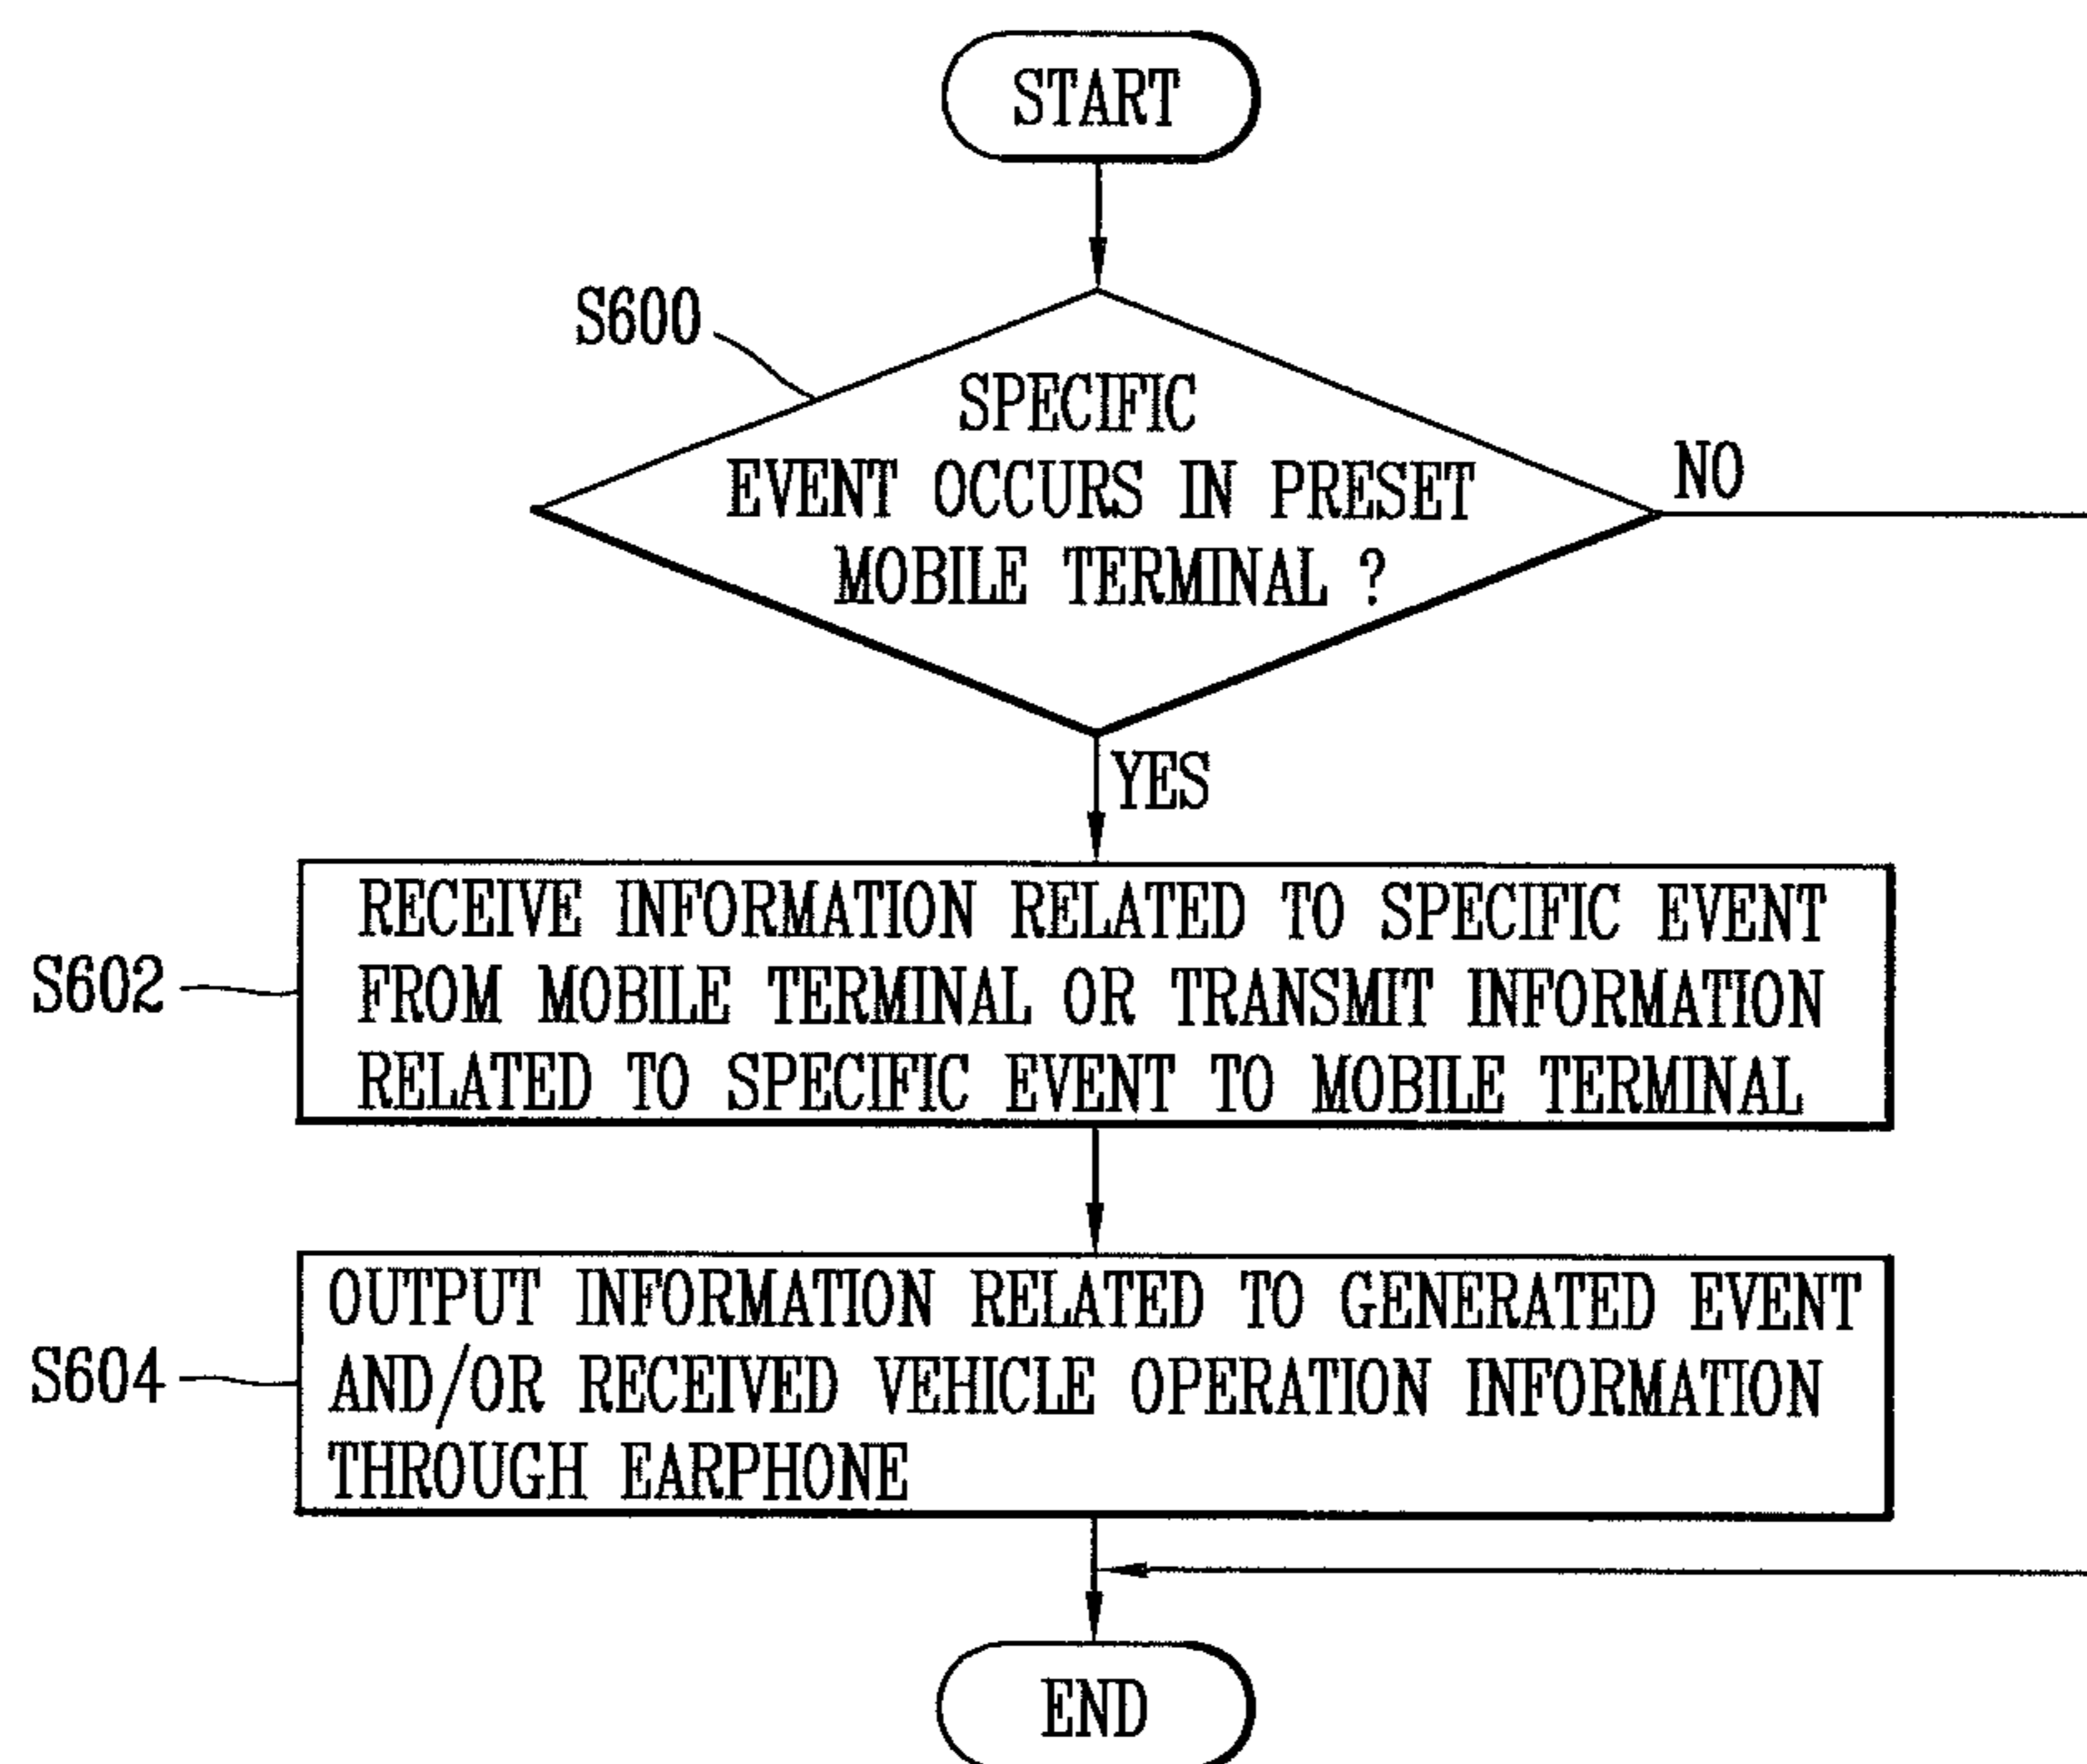 START
S600
SPECIFIC
EVENT OCCURS IN PRESET
MOBILE TERMINAL ?
NO
YES
S602
RECEIVE INFORMATION RELATED TO SPECIFIC EVENT
FROM MOBILE TERMINAL OR TRANSMIT INFORMATION
RELATED TO SPECIFIC EVENT TO MOBILE TERMINAL
S604
OUTPUT INFORMATION RELATED TO GENERATED EVENT
AND/OR RECEIVED VEHICLE OPERATION INFORMATION
THROUGH EARPHONE
END